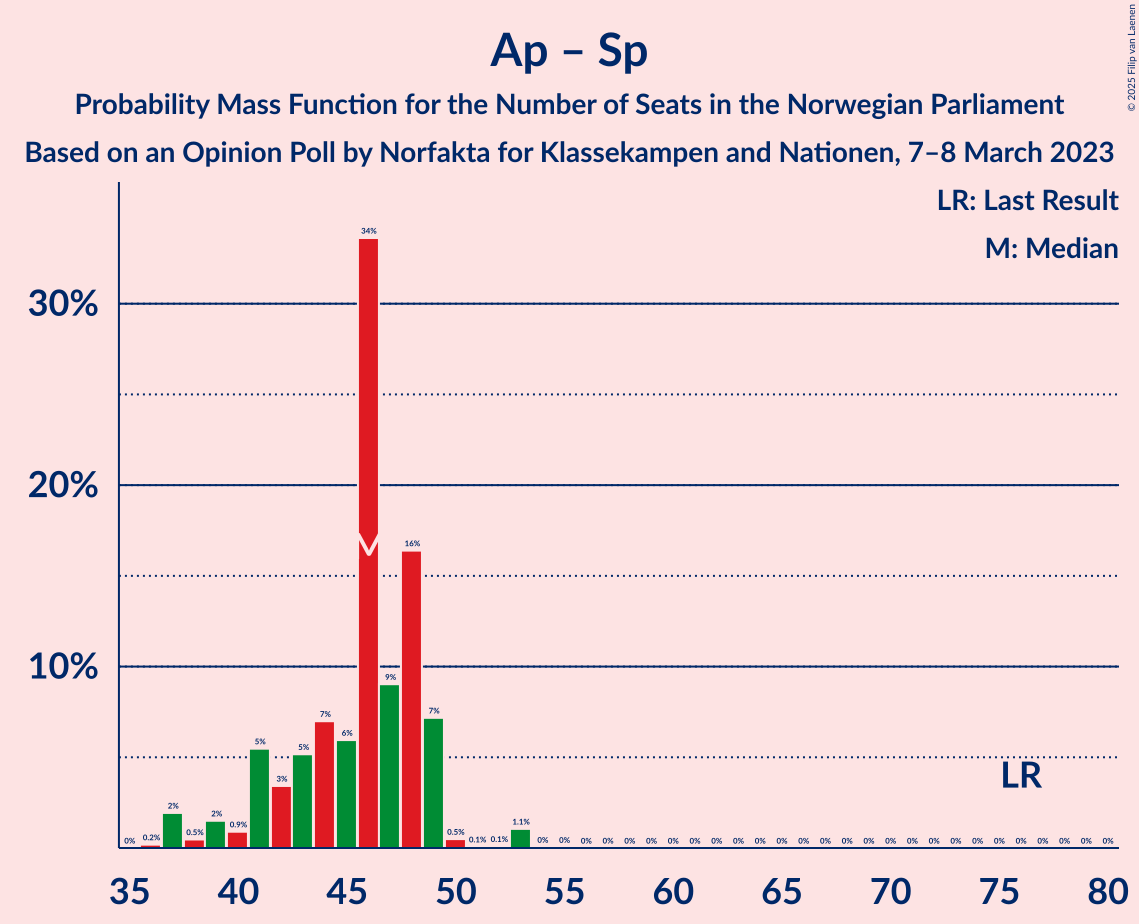 Ap – Sp
Probability Mass Function for the Number of Seats in the Norwegian Parliament
Based on an Opinion Poll by Norfakta for Klassekampen and Nationen, 7–8 March 2023
© 2025 Filip van Laenen
LR: Last Result
M: Median
30%
20%
10%
0% 0.2% 2% 0.5% 2% 0.9% 5% 3% 5% 7% 6% 34% 9% 16% 7% 0.5% 0.1% 0.1% 1.1% 0% 0% 0% 0% 0% 0% 0% 0% 0% 0% 0% 0% 0% 0% 0% 0% 0% 0% 0% 0% 0% 0% 0% 0% 0% 0% 0%
M
LR
35 40 45 50 55 60 65 70 75 80